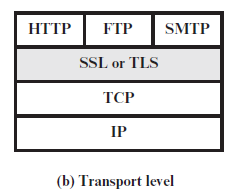 HTTP FTP SMTP
SSL or TLS
TCP
IP
(b) Transport level